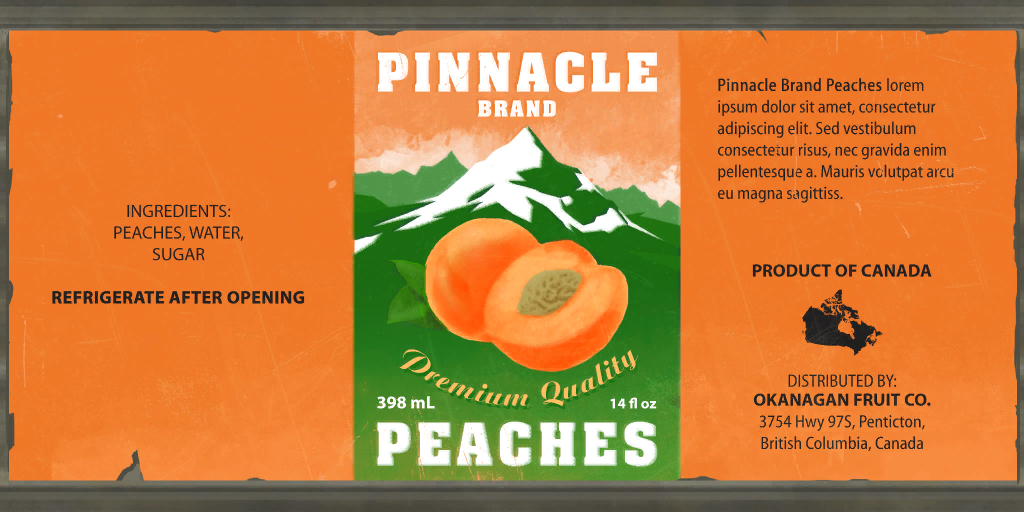 INGREDIENTS:
PEACHES, WATER,
SUGAR
REFRIGERATE AFTER OPENING
PINNACLE
BRAND
Premium Quality
398 mL
14 fl oz
PEACHES
Pinnacle Brand Peaches lorem
ipsum dolor sit amet, consectetur
adipiscing elit. Sed vestibulum
consectetur risus, nec gravida enim
pellentesque a. Mauris volutpat arcu
eu magna sagittiss.
PRODUCT OF CANADA
DISTRIBUTED BY:
OKANAGAN FRUIT CO.
3754 Hwy 97S, Penticton,
British Columbia, Canada